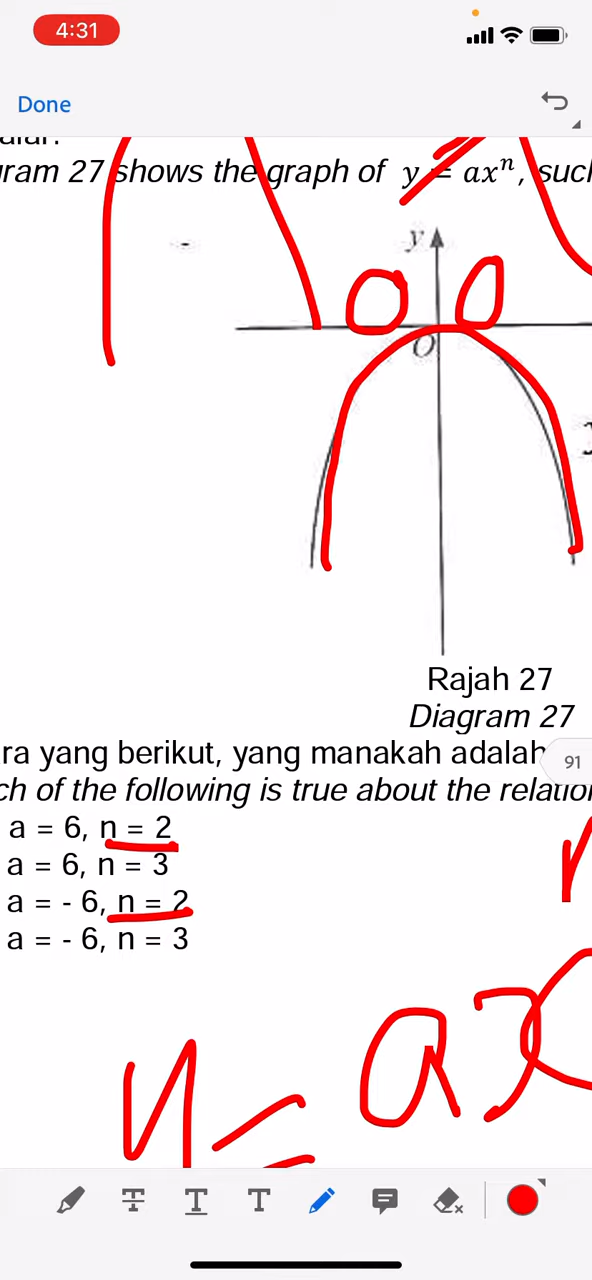 4:31
Done
ram 27 shows the graph of y = axⁿ, such
y
O
Rajah 27
Diagram 27
ra yang berikut, yang manakah adalah
91
ch of the following is true about the relation
a = 6, n = 2
a = 6, n = 3
a = - 6, n = 2
a = - 6, n = 3
y = ax
T T T